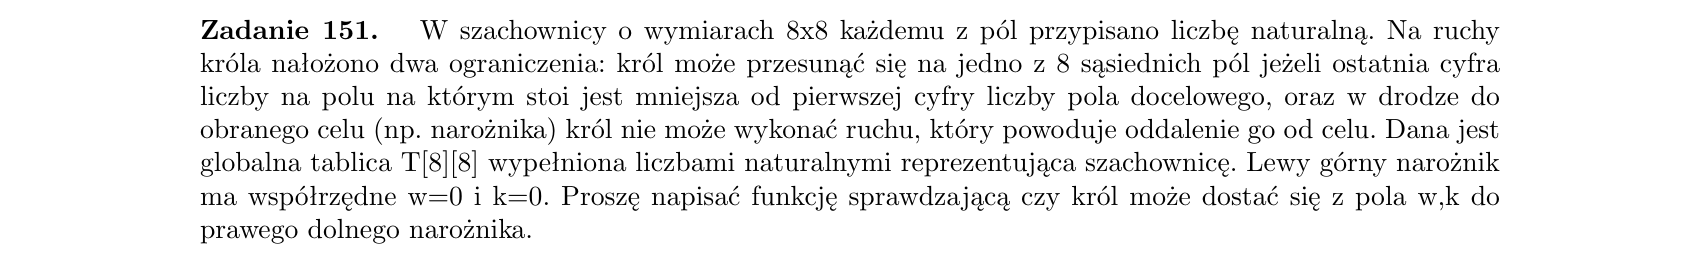 Zadanie 151. W szachownicy o wymiarach 8x8 każdemu z pól przypisano liczbę naturalną. Na ruchy
króla nałożono dwa ograniczenia: król może przesunąć się na jedno z 8 sąsiednich pól jeżeli ostatnia cyfra
liczby na polu na którym stoi jest mniejsza od pierwszej cyfry liczby pola docelowego, oraz w drodze do
obranego celu (np. narożnika) król nie może wykonać ruchu, który powoduje oddalenie go od celu. Dana jest
globalna tablica T[8][8] wypełniona liczbami naturalnymi reprezentująca szachownicę. Lewy górny narożnik
ma współrzędne w=0 i k=0. Proszę napisać funkcję sprawdzającą czy król może dostać się z pola w,k do
prawego dolnego narożnika.